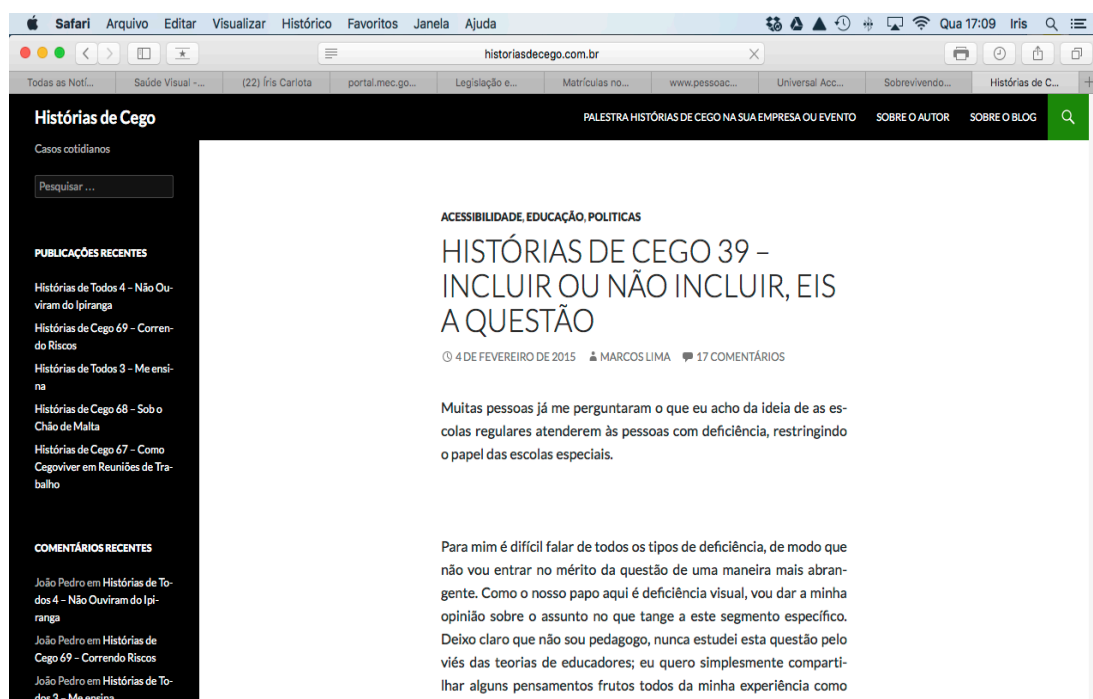 Safari Arquivo Editar Visualizar Histórico Favoritos Janela Ajuda Qua 17:09 Iris
historiasdecego.com.br
Todas as Notí... Saúde Visual -... (22) Íris Carlota portal.mec.go... Legislação e... Matrículas no... www.pessoac... Universal Acc... Sobrevivendo... Histórias de C...
Histórias de Cego
PALESTRA HISTÓRIAS DE CEGO NA SUA EMPRESA OU EVENTO SOBRE O AUTOR SOBRE O BLOG
Casos cotidianos
Pesquisar ...
PUBLICAÇÕES RECENTES
Histórias de Todos 4 – Não Ou-
viram do Ipiranga
Histórias de Cego 69 – Corren-
do Riscos
Histórias de Todos 3 – Me ensi-
na
Histórias de Cego 68 – Sob o
Chão de Malta
Histórias de Cego 67 – Como
Cegoviver em Reuniões de Tra-
balho
COMENTÁRIOS RECENTES
João Pedro em Histórias de To-
dos 4 – Não Ouviram do Ipi-
ranga
João Pedro em Histórias de
Cego 69 – Correndo Riscos
João Pedro em Histórias de To-
dos 3 – Me ensina
ACESSIBILIDADE, EDUCAÇÃO, POLITICAS
HISTÓRIAS DE CEGO 39 –
INCLUIR OU NÃO INCLUIR, EIS
A QUESTÃO
4 DE FEVEREIRO DE 2015 MARCOS LIMA 17 COMENTÁRIOS
Muitas pessoas já me perguntaram o que eu acho da ideia de as es-
colas regulares atenderem às pessoas com deficiência, restringindo
o papel das escolas especiais.
Para mim é difícil falar de todos os tipos de deficiência, de modo que
não vou entrar no mérito da questão de uma maneira mais abran-
gente. Como o nosso papo aqui é deficiência visual, vou dar a minha
opinião sobre o assunto no que tange a este segmento específico.
Deixo claro que não sou pedagogo, nunca estudei esta questão pelo
viés das teorias de educadores; eu quero simplesmente comparti-
lhar alguns pensamentos frutos todos da minha experiência como